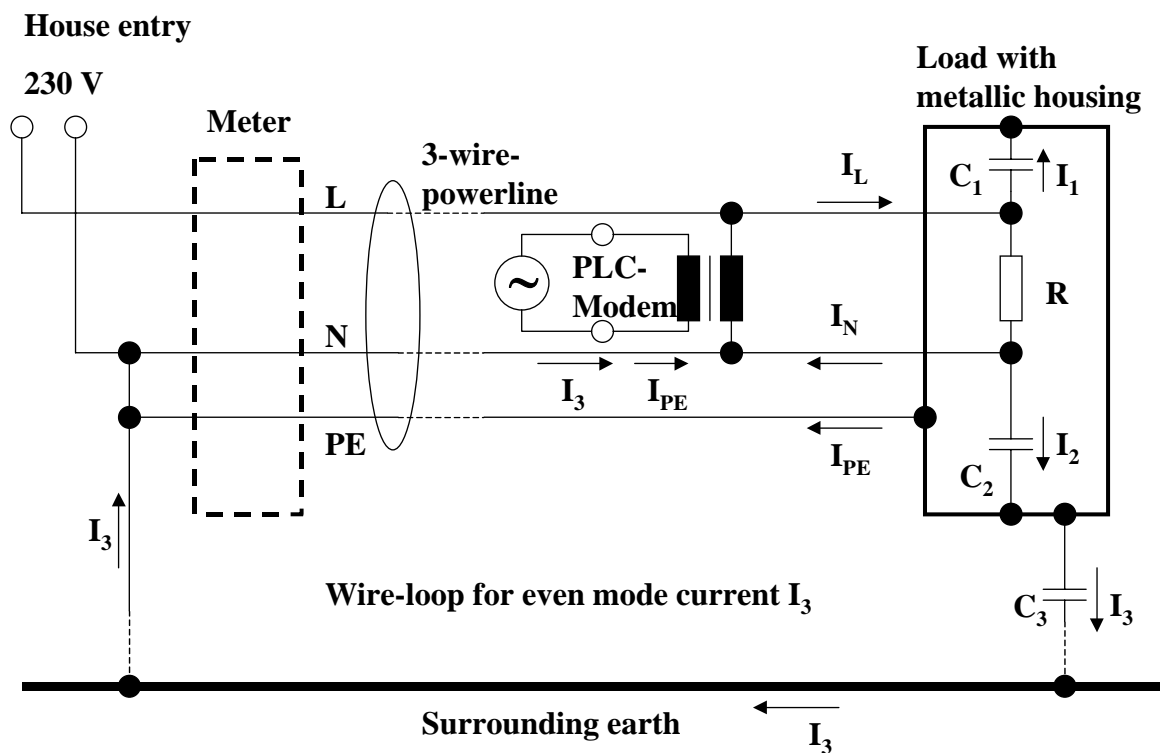 House entry
230 V
Meter
3-wire-
powerline
Load with
metallic housing
L
I_L
C_1
I_1
~
PLC-
Modem
R
N
I_N
I_3
I_PE
PE
I_PE
C_2
I_2
I_3
Wire-loop for even mode current I_3
C_3
I_3
Surrounding earth
I_3